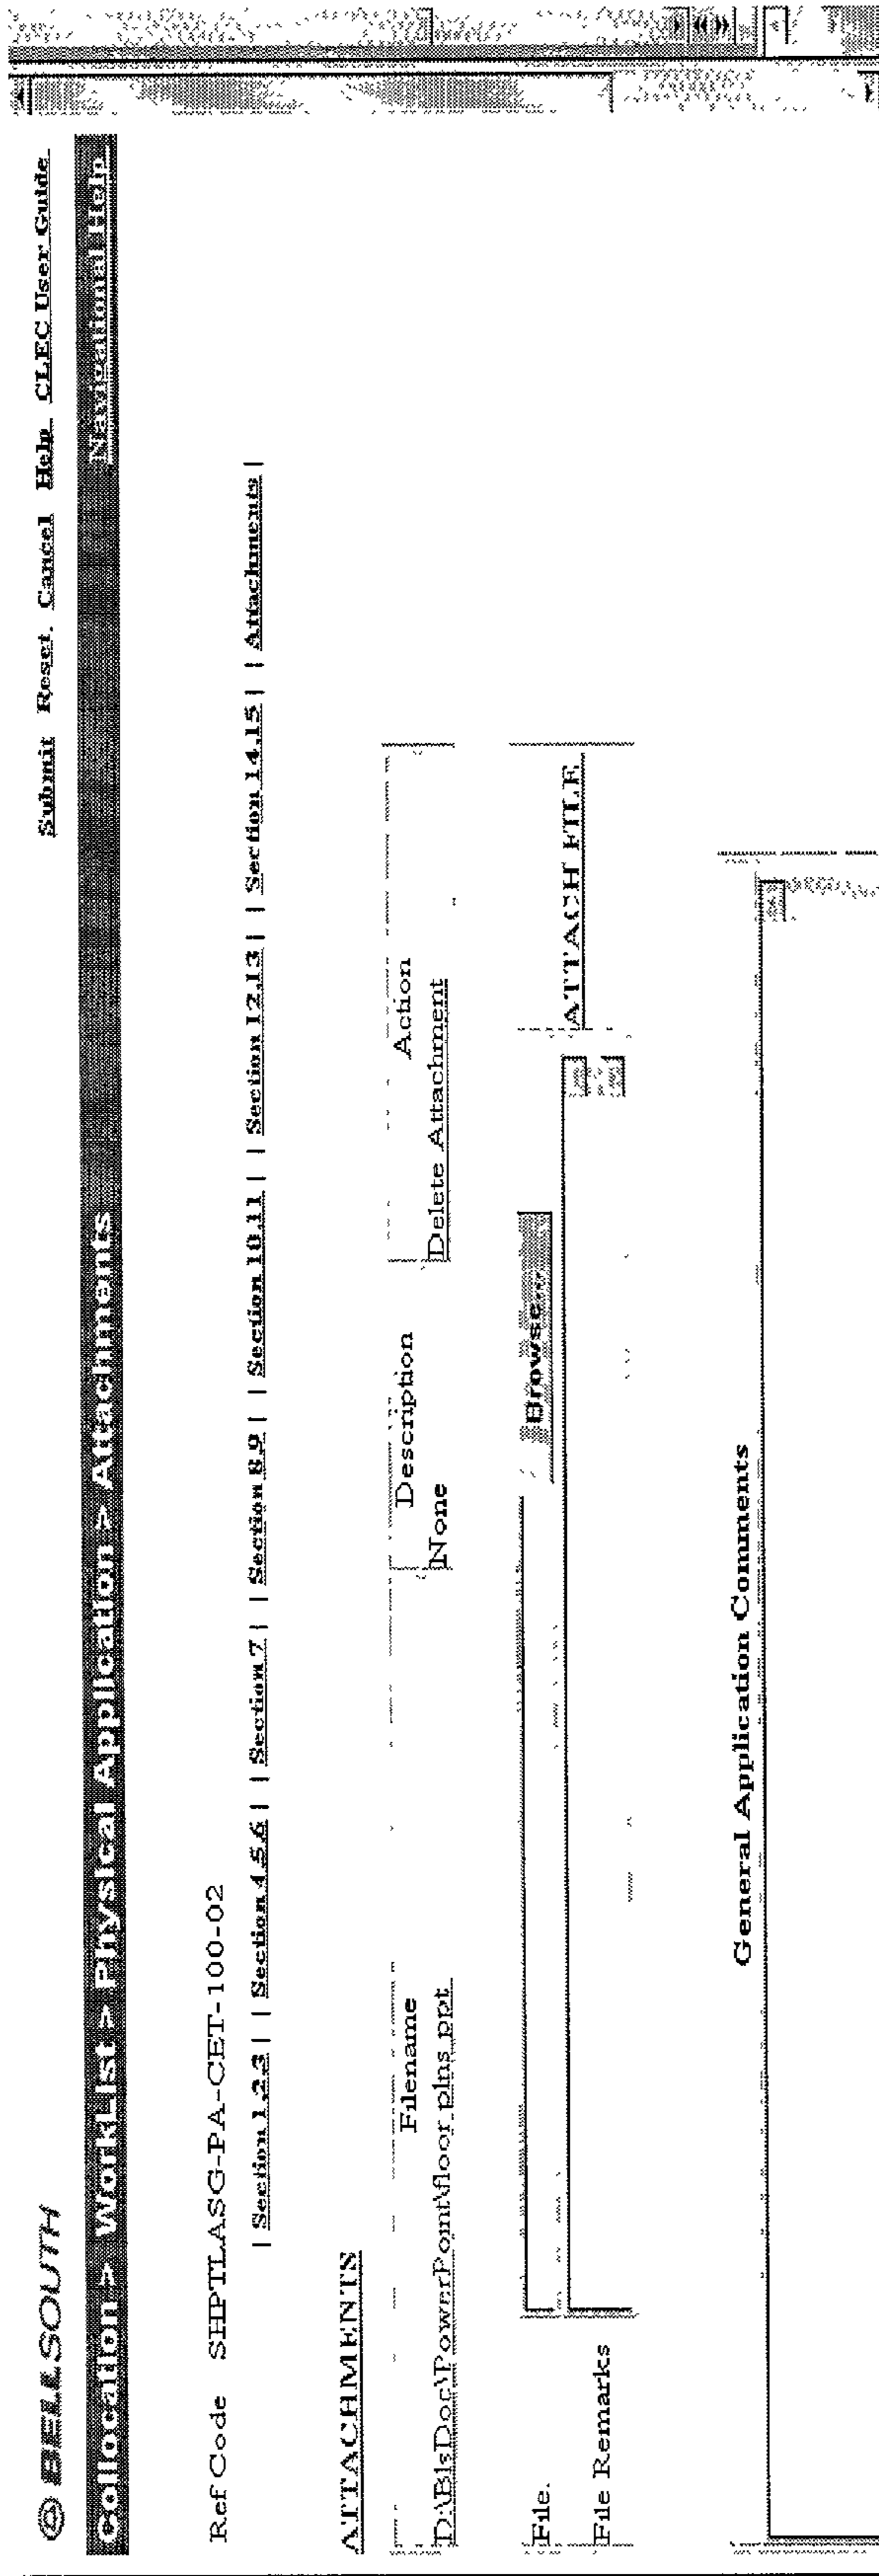 BELLSOUTH
Submit Reset. Cancel Help CLEC User Guide
Collocation > WorkList > Physical Application > Attachments Navigational Help
Ref Code SHPTLASG-PA-CET-100-02
| Section 1,2,3 | | Section 4,5,6 | | Section 7 | | Section 8,9 | | Section 10,11 | | Section 12,13 | | Section 14,15 | | Attachments |
ATTACHMENTS
Filename Description Action
D:\BlsDoc\PowerPoint\floor plns.ppt None Delete Attachment
File. Browse...
File Remarks ATTACH FILE
General Application Comments